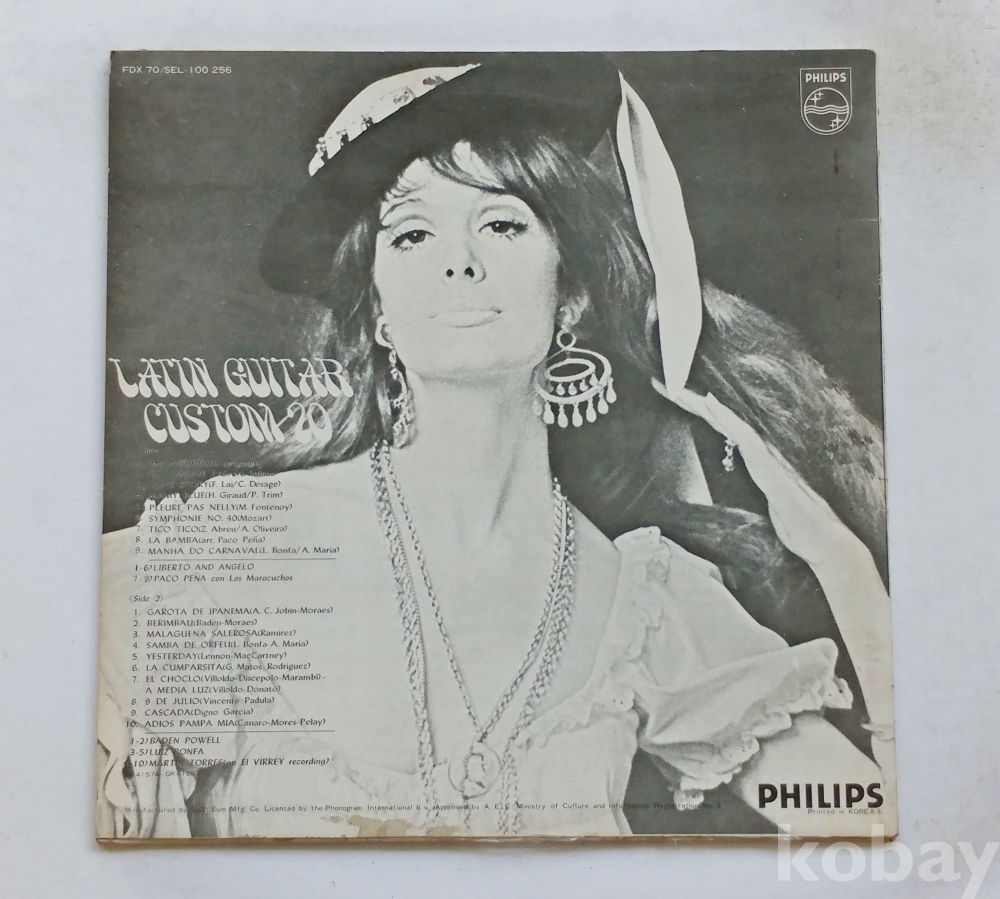 FDX 70/SEL-100 256
PHILIPS
LATIN GUITAR
CUSTOM 20
(F. Lai/C. Desage)
(H. Giraud/P. Trim)
PLEURE PAS NELLY(M. Fontenoy)
SYMPHONIE NO. 40(Mozart)
7. TICO TICO(Z. Abreu/A. Oliveira)
8. LA BAMBA(arr. Paco Peña)
9. MANHA DO CARNAVAL(L. Bonfa/A. Maria)
1-6)LIBERTO AND ANGELO
7-9)PACO PEÑA con Los Maracuchos
〈Side 2〉
1. GAROTA DE IPANEMA(A. C. Jobin-Moraes)
2. BERIMBAU(Baden-Moraes)
3. MALAGUENA SALEROSA(Ramirez)
4. SAMBA DE ORFEU(L. Bonfa-A. Maria)
5. YESTERDAY(Lennon-MacCartney)
6. LA CUMPARSITA(G. Matos Rodriguez)
7. EL CHOCLO(Villoldo-Discepolo-Marambi)-
A MEDIA LUZ(Villoldo-Donato)
8. 9 DE JULIO(Vincente Padula)
9. CASCADA(Digno Garcia)
10. ADIOS PAMPA MIA(Canaro-Mores-Pelay)
1-2)BADEN POWELL
3-5)LUIZ BONFA
-10)MARTIN TORRES(an El VIRREY recording)
Manufactured by Eum Mfg. Co. Licenced by the Phonogram International b.v. (Approved by A. E. C. Ministry of Culture and Information Registration No. 3
PHILIPS
Printed in KOREA
kobay